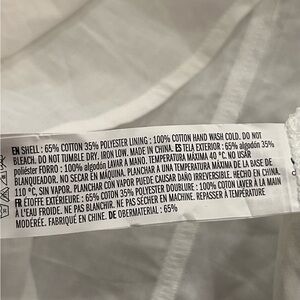 EN SHELL : 65% COTTON 35% POLYESTER LINING : 100% COTTON HAND WASH COLD. DO NOT
BLEACH. DO NOT TUMBLE DRY. IRON LOW. MADE IN CHINA. ES TELA EXTERIOR : 65% algodón 35%
poliéster FORRO : 100% algodón LAVAR A MANO. TEMPERATURA MÁXIMA 40 °C. NO USAR
BLANQUEADOR. NO SECAR EN MÁQUINA. PLANCHAR A UNA TEMPERATURA MÁXIMA DE LA BASE DE
110 °C, SIN VAPOR. PLANCHAR CON VAPOR PUEDE CAUSAR DAÑO IRREVERSIBLE. HECHO EN CHINA.
FR ÉTOFFE EXTÉRIEURE : 65% COTON 35% POLYESTER DOUBLURE : 100% COTON LAVER À LA MAIN
À L'EAU FROIDE. NE PAS BLANCHIR. NE PAS SÉCHER EN MACHINE. REPASSER À TEMPÉRATURE
MODÉRÉE. FABRIQUÉ EN CHINE. DE OBERMATERIAL : 65%